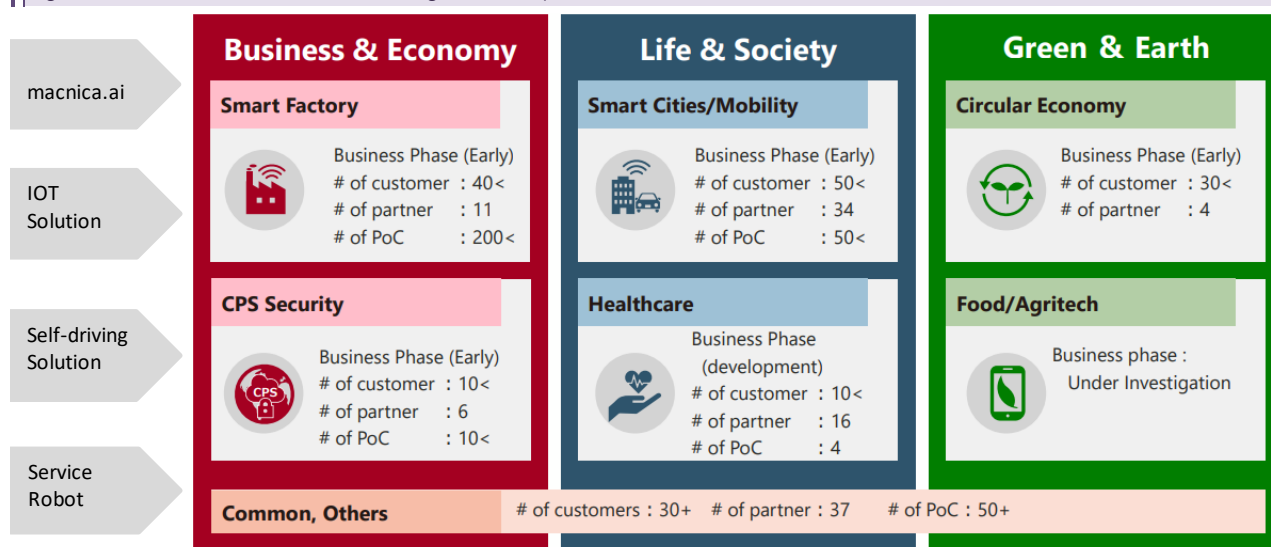 macnica.ai
IOT
Solution
Self-driving
Solution
Service
Robot
Business & Economy
Smart Factory
Business Phase (Early)
# of customer : 40<
# of partner : 11
# of PoC : 200<
CPS Security
Business Phase (Early)
# of customer : 10<
# of partner : 6
# of PoC : 10<
CPS
Life & Society
Smart Cities/Mobility
Business Phase (Early)
# of customer : 50<
# of partner : 34
# of PoC : 50<
Healthcare
Business Phase
(development)
# of customer : 10<
# of partner : 16
# of PoC : 4
Green & Earth
Circular Economy
Business Phase (Early)
# of customer : 30<
# of partner : 4
Food/Agritech
Business phase :
Under Investigation
Common, Others # of customers : 30+ # of partner : 37 # of PoC : 50+